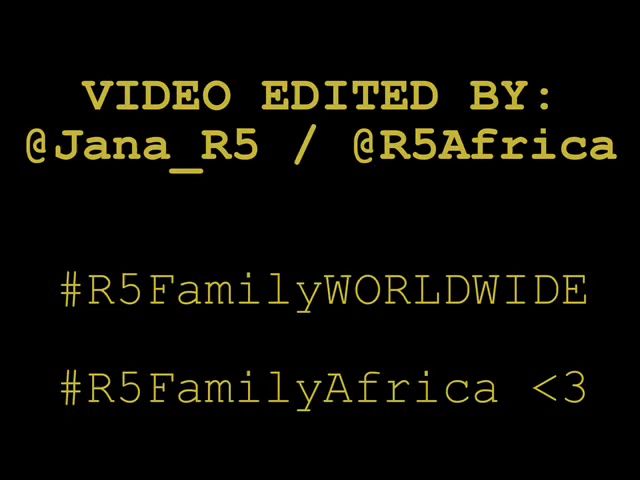 VIDEO EDITED BY:
@Jana_R5 / @R5Africa
#R5FamilyWORLDWIDE
#R5FamilyAfrica <3